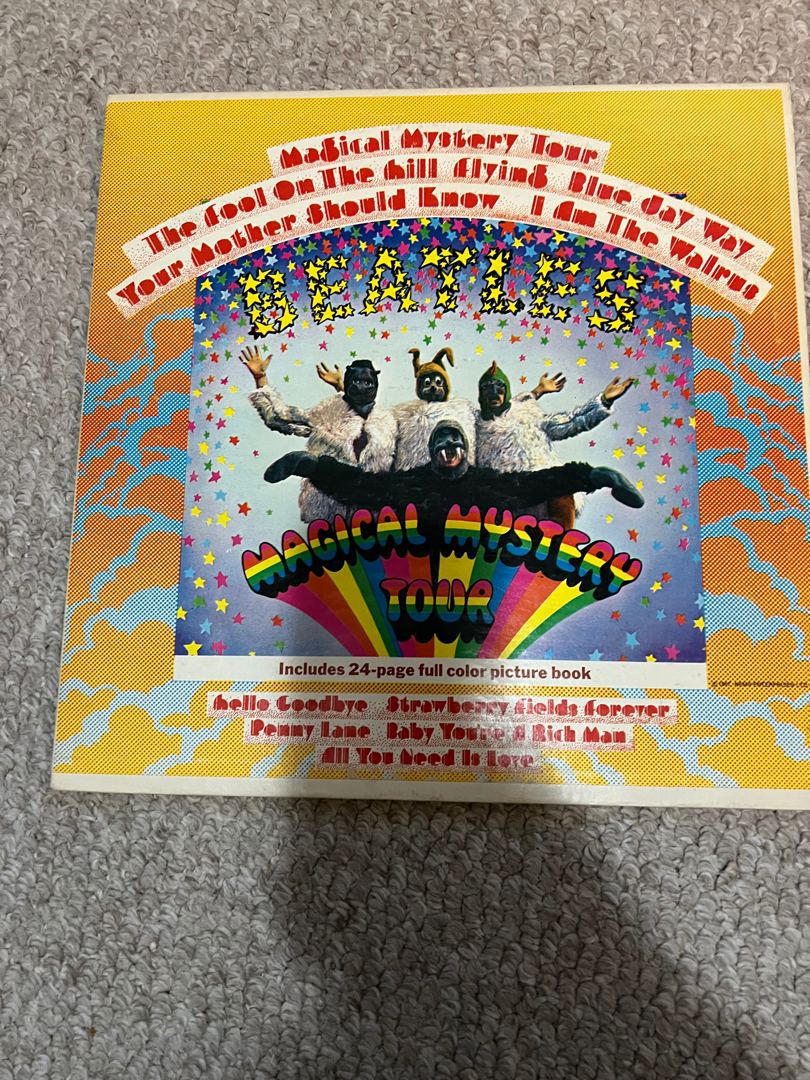 Magical Mystery Tour
The Fool On The Hill Flying Blue Jay Way
Your Mother Should Know I Am The Walrus
BEATLES
MAGICAL MYSTERY
TOUR
Includes 24-page full color picture book
Hello Goodbye Strawberry Fields Forever
Penny Lane Baby You're A Rich Man
All You Need Is Love